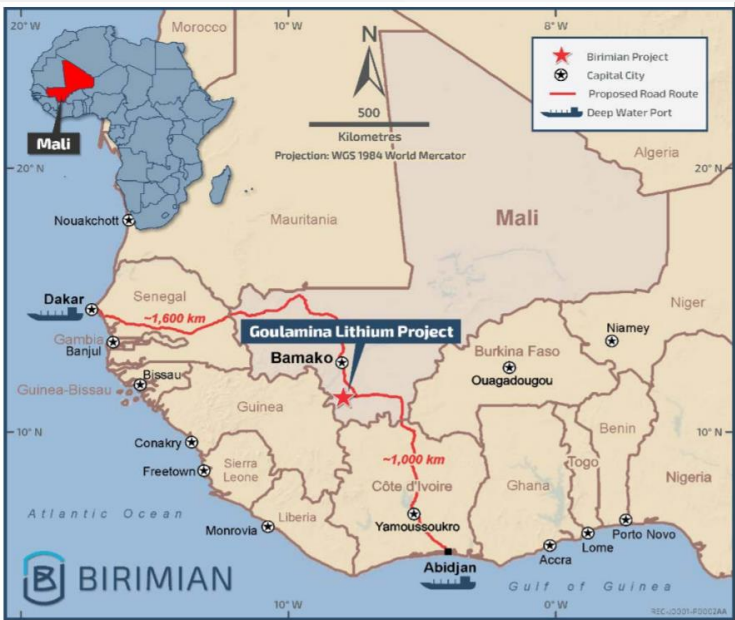 20° W
10° W
8° W
Morocco
N
500
Kilometres
Projection: WGS 1984 World Mercator
Birimian Project
Capital City
Proposed Road Route
Deep Water Port
Mali
Algeria
20° N
20° N
Nouakchott
Mauritania
Mali
Dakar
Senegal
~1,600 km
Niger
Gambia
Banjul
Goulamina Lithium Project
Niamey
Bamako
Burkina Faso
Ouagadougou
Bissau
Guinea-Bissau
Guinea
Benin
10° N
10° N
Conakry
Togo
~1,000 km
Freetown
Sierra
Leone
Côte d'Ivoire
Ghana
Nigeria
Atlantic Ocean
Liberia
Yamoussoukro
Monrovia
Porto Novo
Lome
Accra
Abidjan
BIRIMIAN
Gulf of Guinea
10° W
0° W